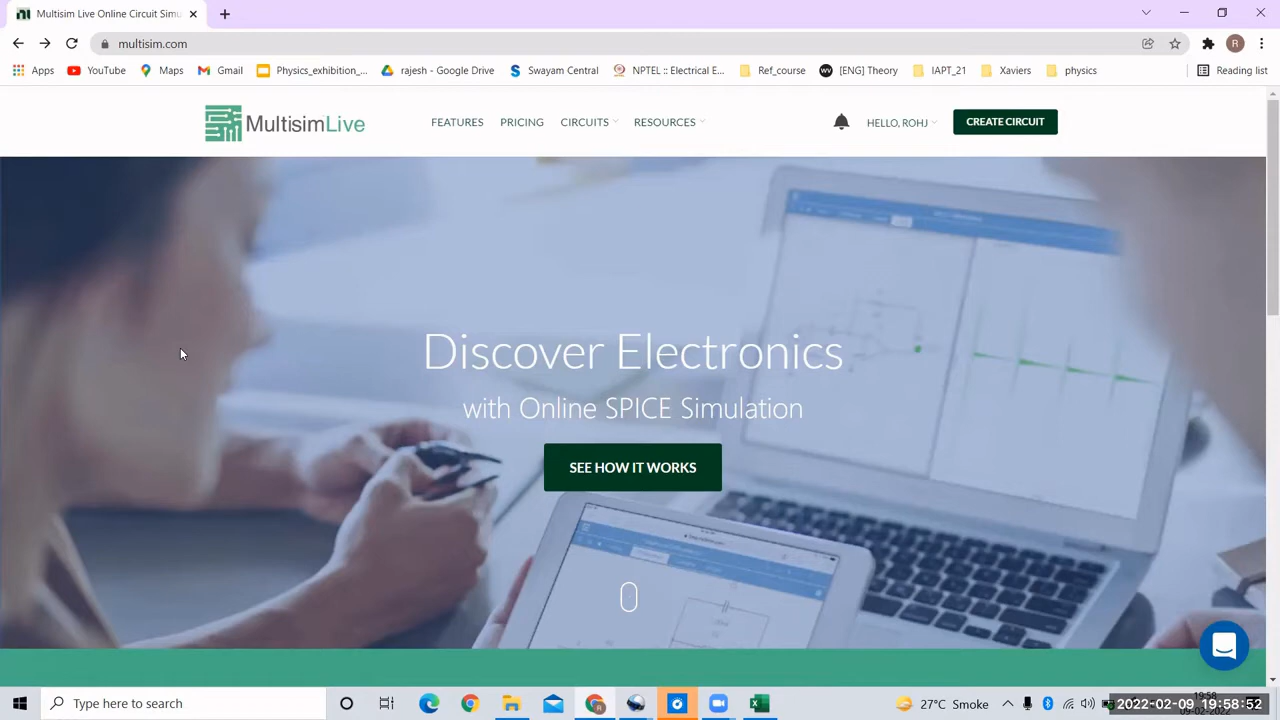 Multisim Live Online Circuit Simu
multisim.com
Apps YouTube Maps Gmail Physics_exhibition_... rajesh - Google Drive Swayam Central NPTEL :: Electrical E... Ref_course [ENG] Theory IAPT_21 Xaviers physics Reading list
MultisimLive FEATURES PRICING CIRCUITS RESOURCES HELLO, ROHJ CREATE CIRCUIT
Discover Electronics
with Online SPICE Simulation
SEE HOW IT WORKS
Type here to search
27°C Smoke
19:58
2022-02-09 19:58:52